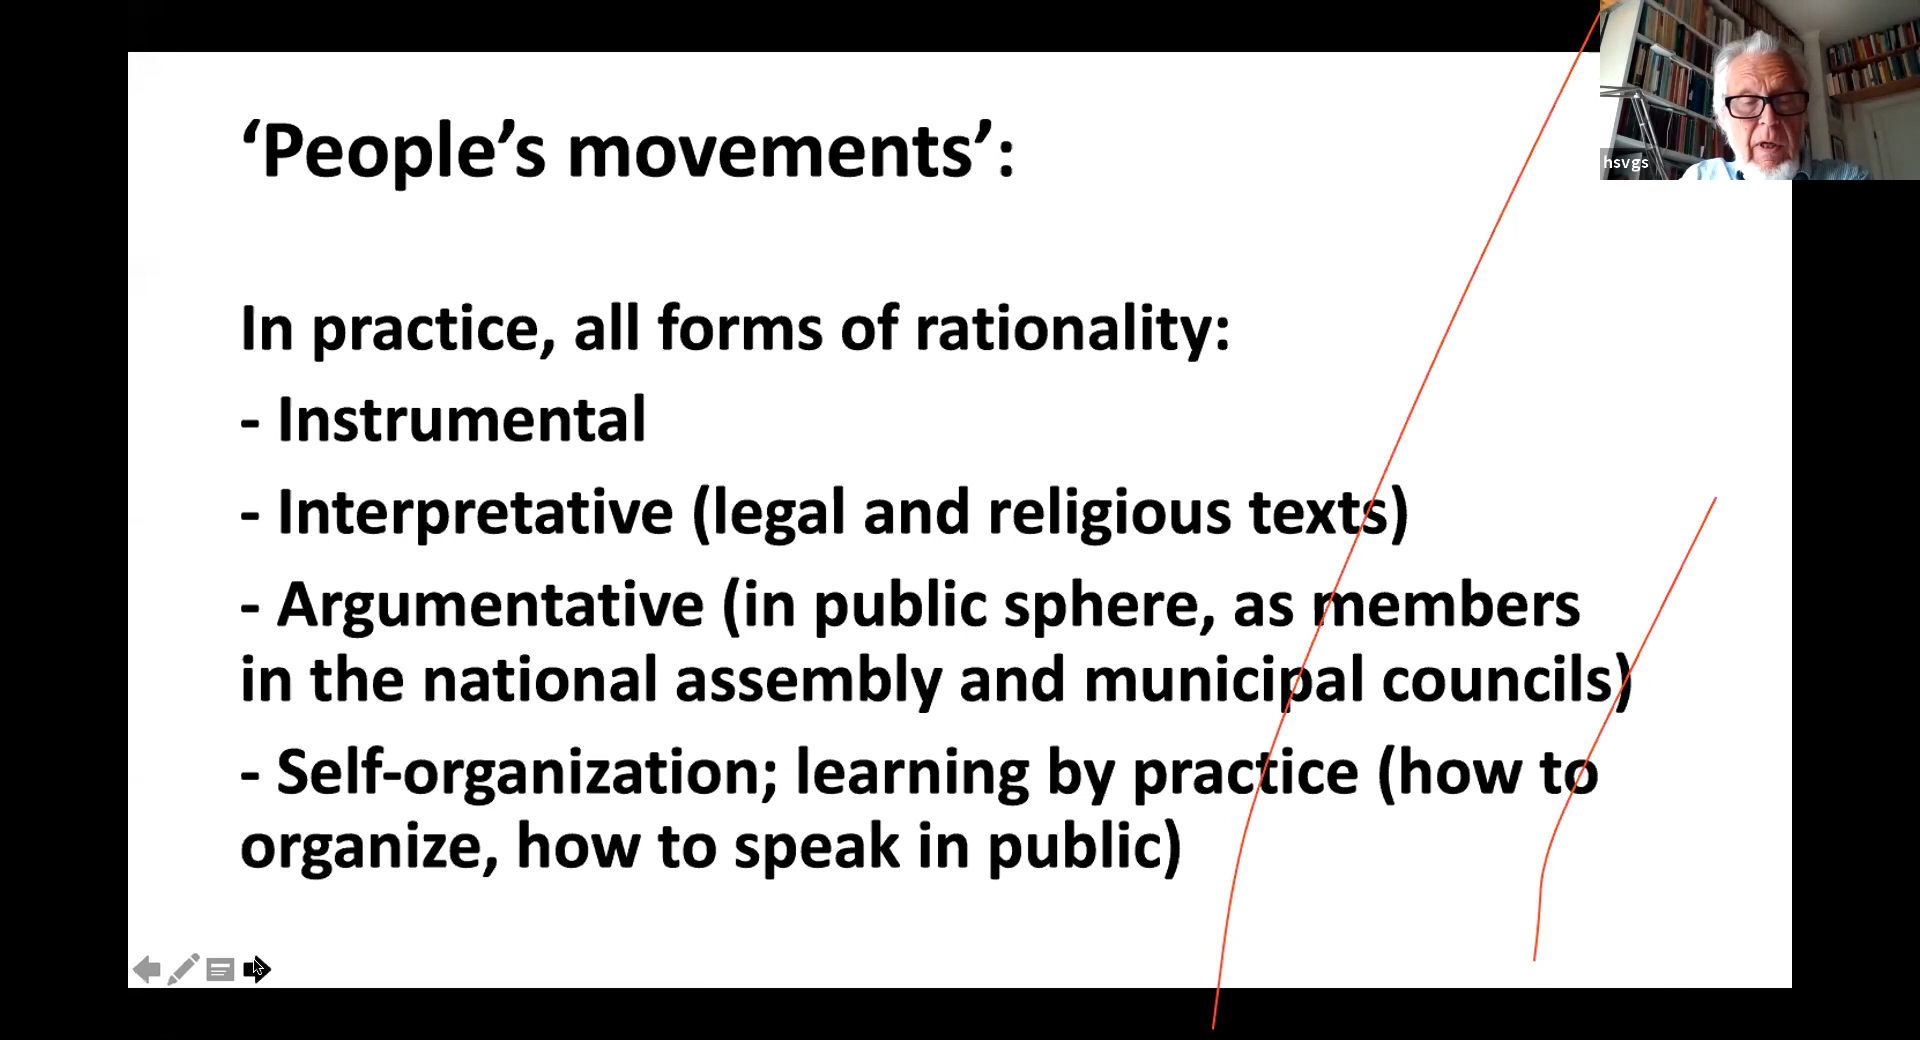 ‘People’s movements’:
hsvgs
In practice, all forms of rationality:
- Instrumental
- Interpretative (legal and religious texts)
- Argumentative (in public sphere, as members
in the national assembly and municipal councils)
- Self-organization; learning by practice (how to
organize, how to speak in public)